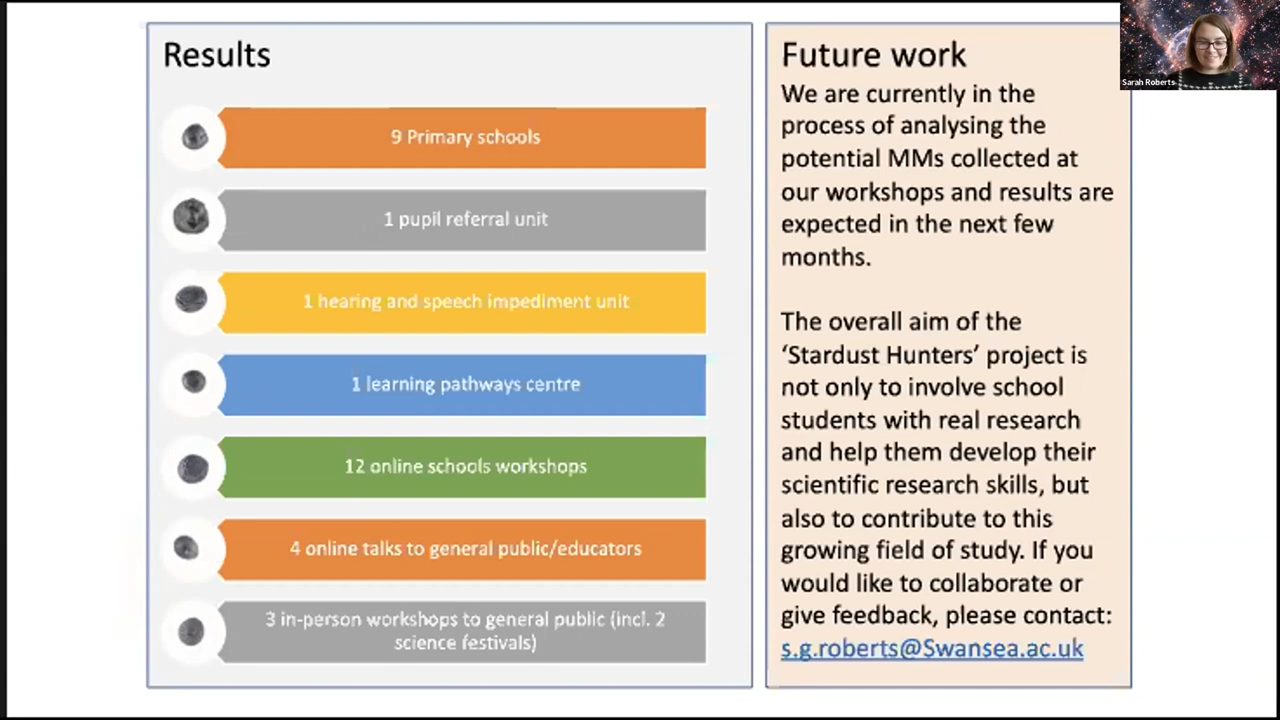 Results
9 Primary schools
1 pupil referral unit
1 hearing and speech impediment unit
1 learning pathways centre
12 online schools workshops
4 online talks to general public/educators
3 in-person workshops to general public (incl. 2
science festivals)
Future work
We are currently in the
process of analysing the
potential MMs collected at
our workshops and results are
expected in the next few
months.
The overall aim of the
‘Stardust Hunters’ project is
not only to involve school
students with real research
and help them develop their
scientific research skills, but
also to contribute to this
growing field of study. If you
would like to collaborate or
give feedback, please contact:
s.g.roberts@Swansea.ac.uk
Sarah Roberts